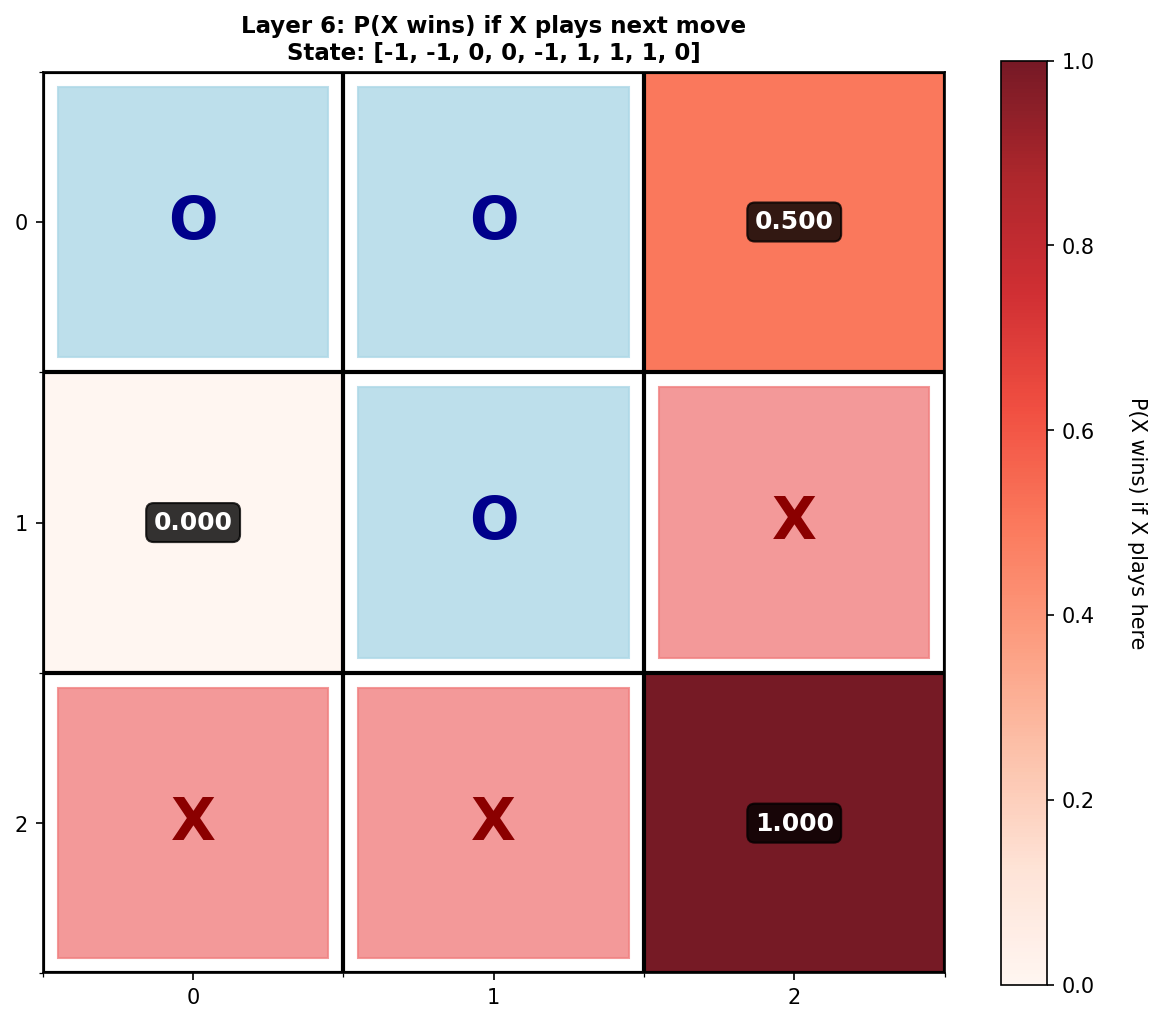 Layer 6: P(X wins) if X plays next move
State: [-1, -1, 0, 0, -1, 1, 1, 1, 0]
0
O
O
0.500
1
0.000
O
X
2
X
X
1.000
0
1
2
1.0
0.8
0.6
0.4
0.2
0.0
P(X wins) if X plays here